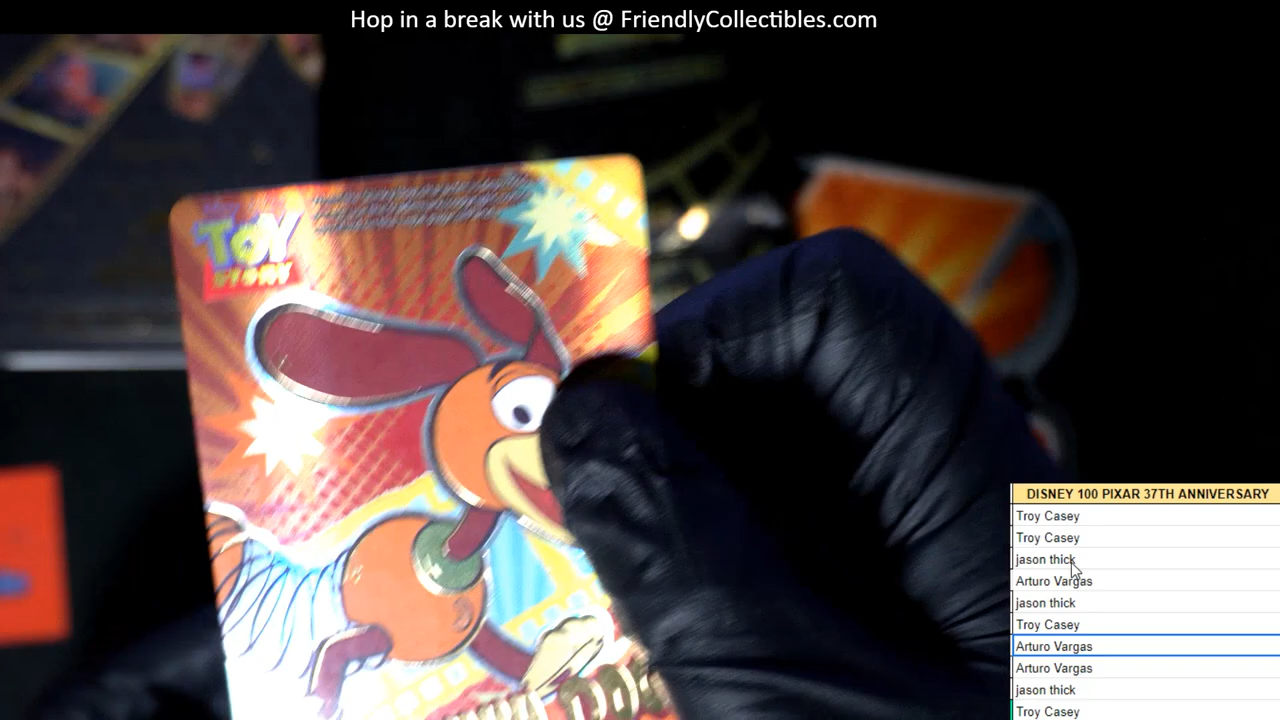 Hop in a break with us @ FriendlyCollectibles.com
TOY
STORY
DISNEY 100 PIXAR 37TH ANNIVERSARY
Troy Casey
Troy Casey
jason thick
Arturo Vargas
jason thick
Troy Casey
Arturo Vargas
Arturo Vargas
jason thick
Troy Casey